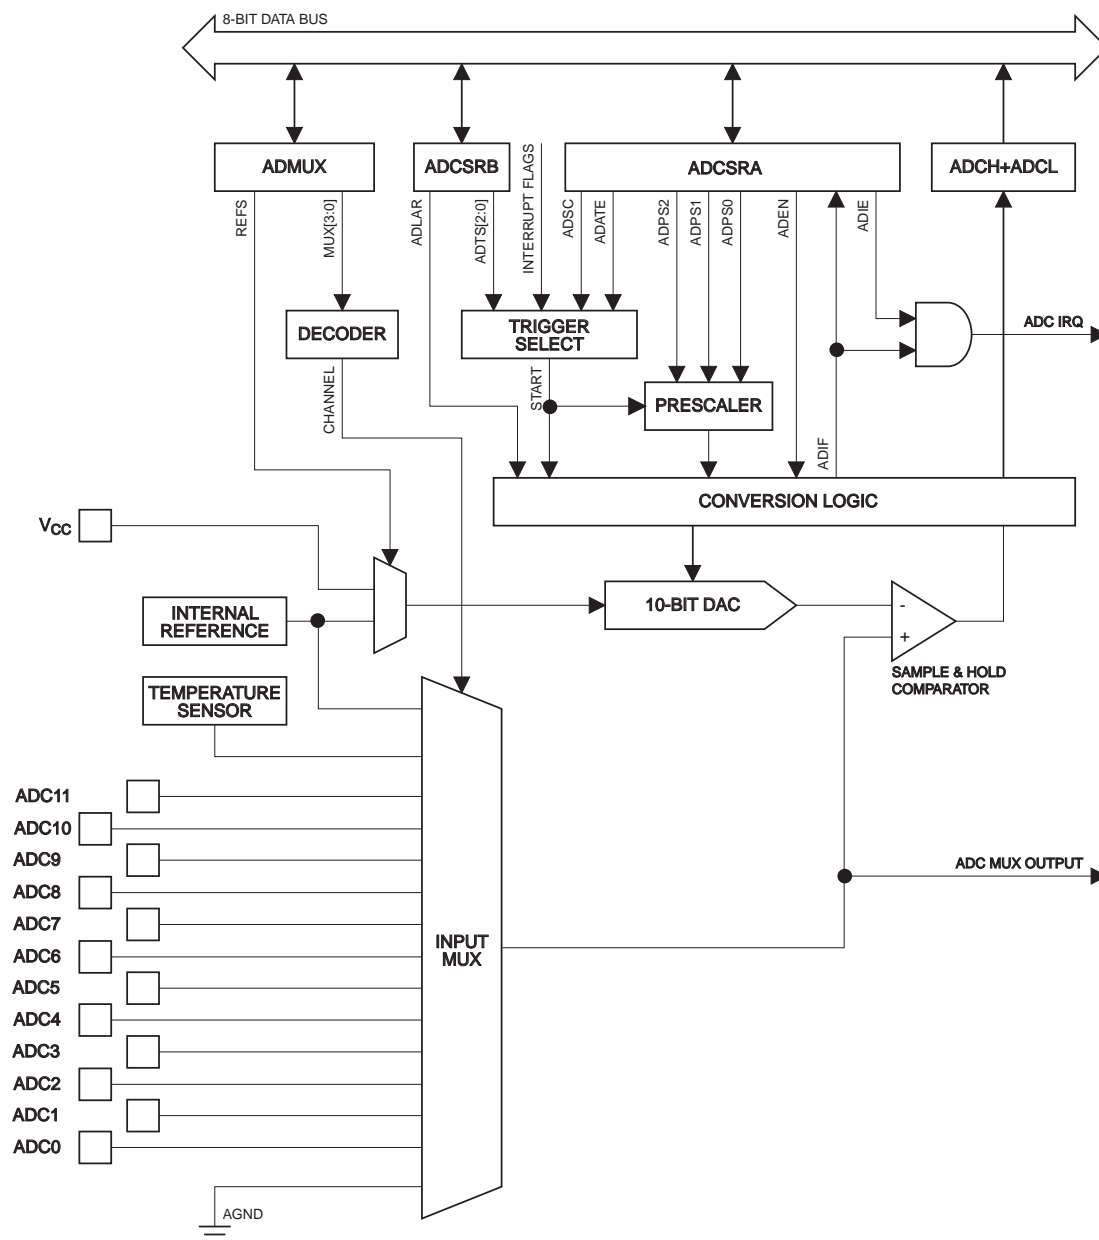 8-BIT DATA BUS
ADMUX
ADCSRB
ADCSRA
ADCH+ADCL
REFS
MUX[3:0]
ADLAR
ADTS[2:0]
INTERRUPT FLAGS
ADSC
ADATE
ADPS2
ADPS1
ADPS0
ADEN
ADIE
DECODER
TRIGGER
SELECT
ADC IRQ
CHANNEL
START
PRESCALER
ADIF
CONVERSION LOGIC
VCC
INTERNAL
REFERENCE
10-BIT DAC
-
+
SAMPLE & HOLD
COMPARATOR
TEMPERATURE
SENSOR
ADC11
ADC10
ADC9
ADC8
ADC7
ADC6
ADC5
ADC4
ADC3
ADC2
ADC1
ADC0
INPUT
MUX
ADC MUX OUTPUT
AGND